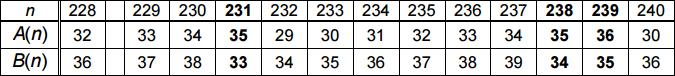 n 228 229 230 231 232 233 234 235 236 237 238 239 240
A(n) 32 33 34 35 29 30 31 32 33 34 35 36 30
B(n) 36 37 38 33 34 35 36 37 38 39 34 35 36